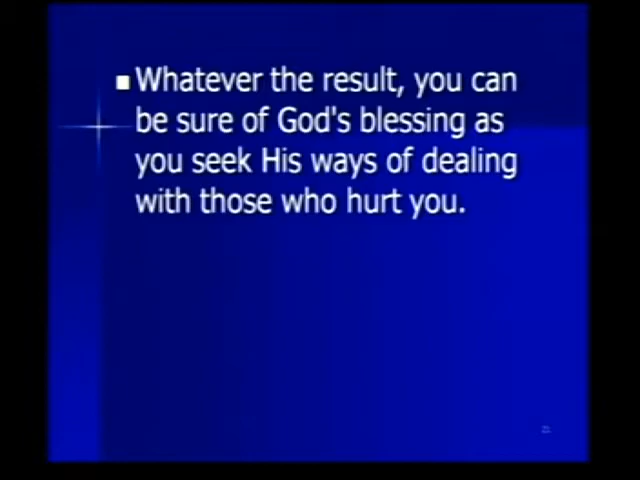 Whatever the result, you can
be sure of God's blessing as
you seek His ways of dealing
with those who hurt you.